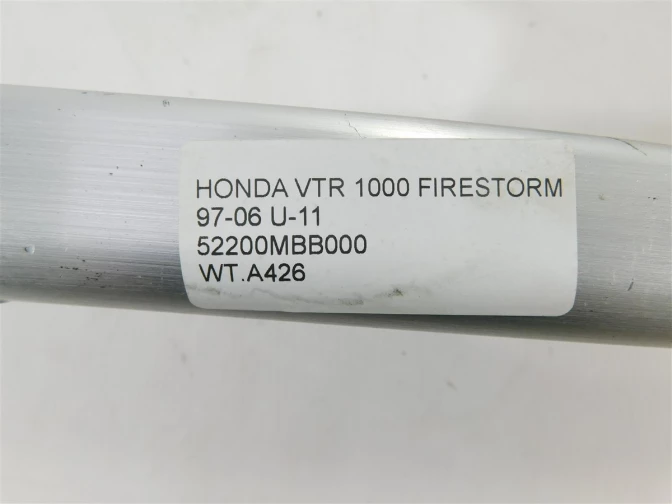 HONDA VTR 1000 FIRESTORM
97-06 U-11
52200MBB000
WT.A426